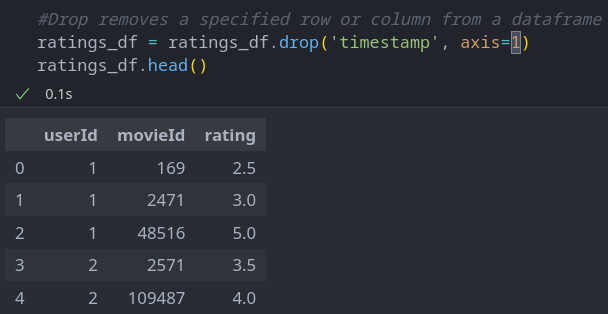 #Drop removes a specified row or column from a dataframe
ratings_df = ratings_df.drop('timestamp', axis=1)
ratings_df.head()
0.1s
userId movieId rating
0 1 169 2.5
1 1 2471 3.0
2 1 48516 5.0
3 2 2571 3.5
4 2 109487 4.0